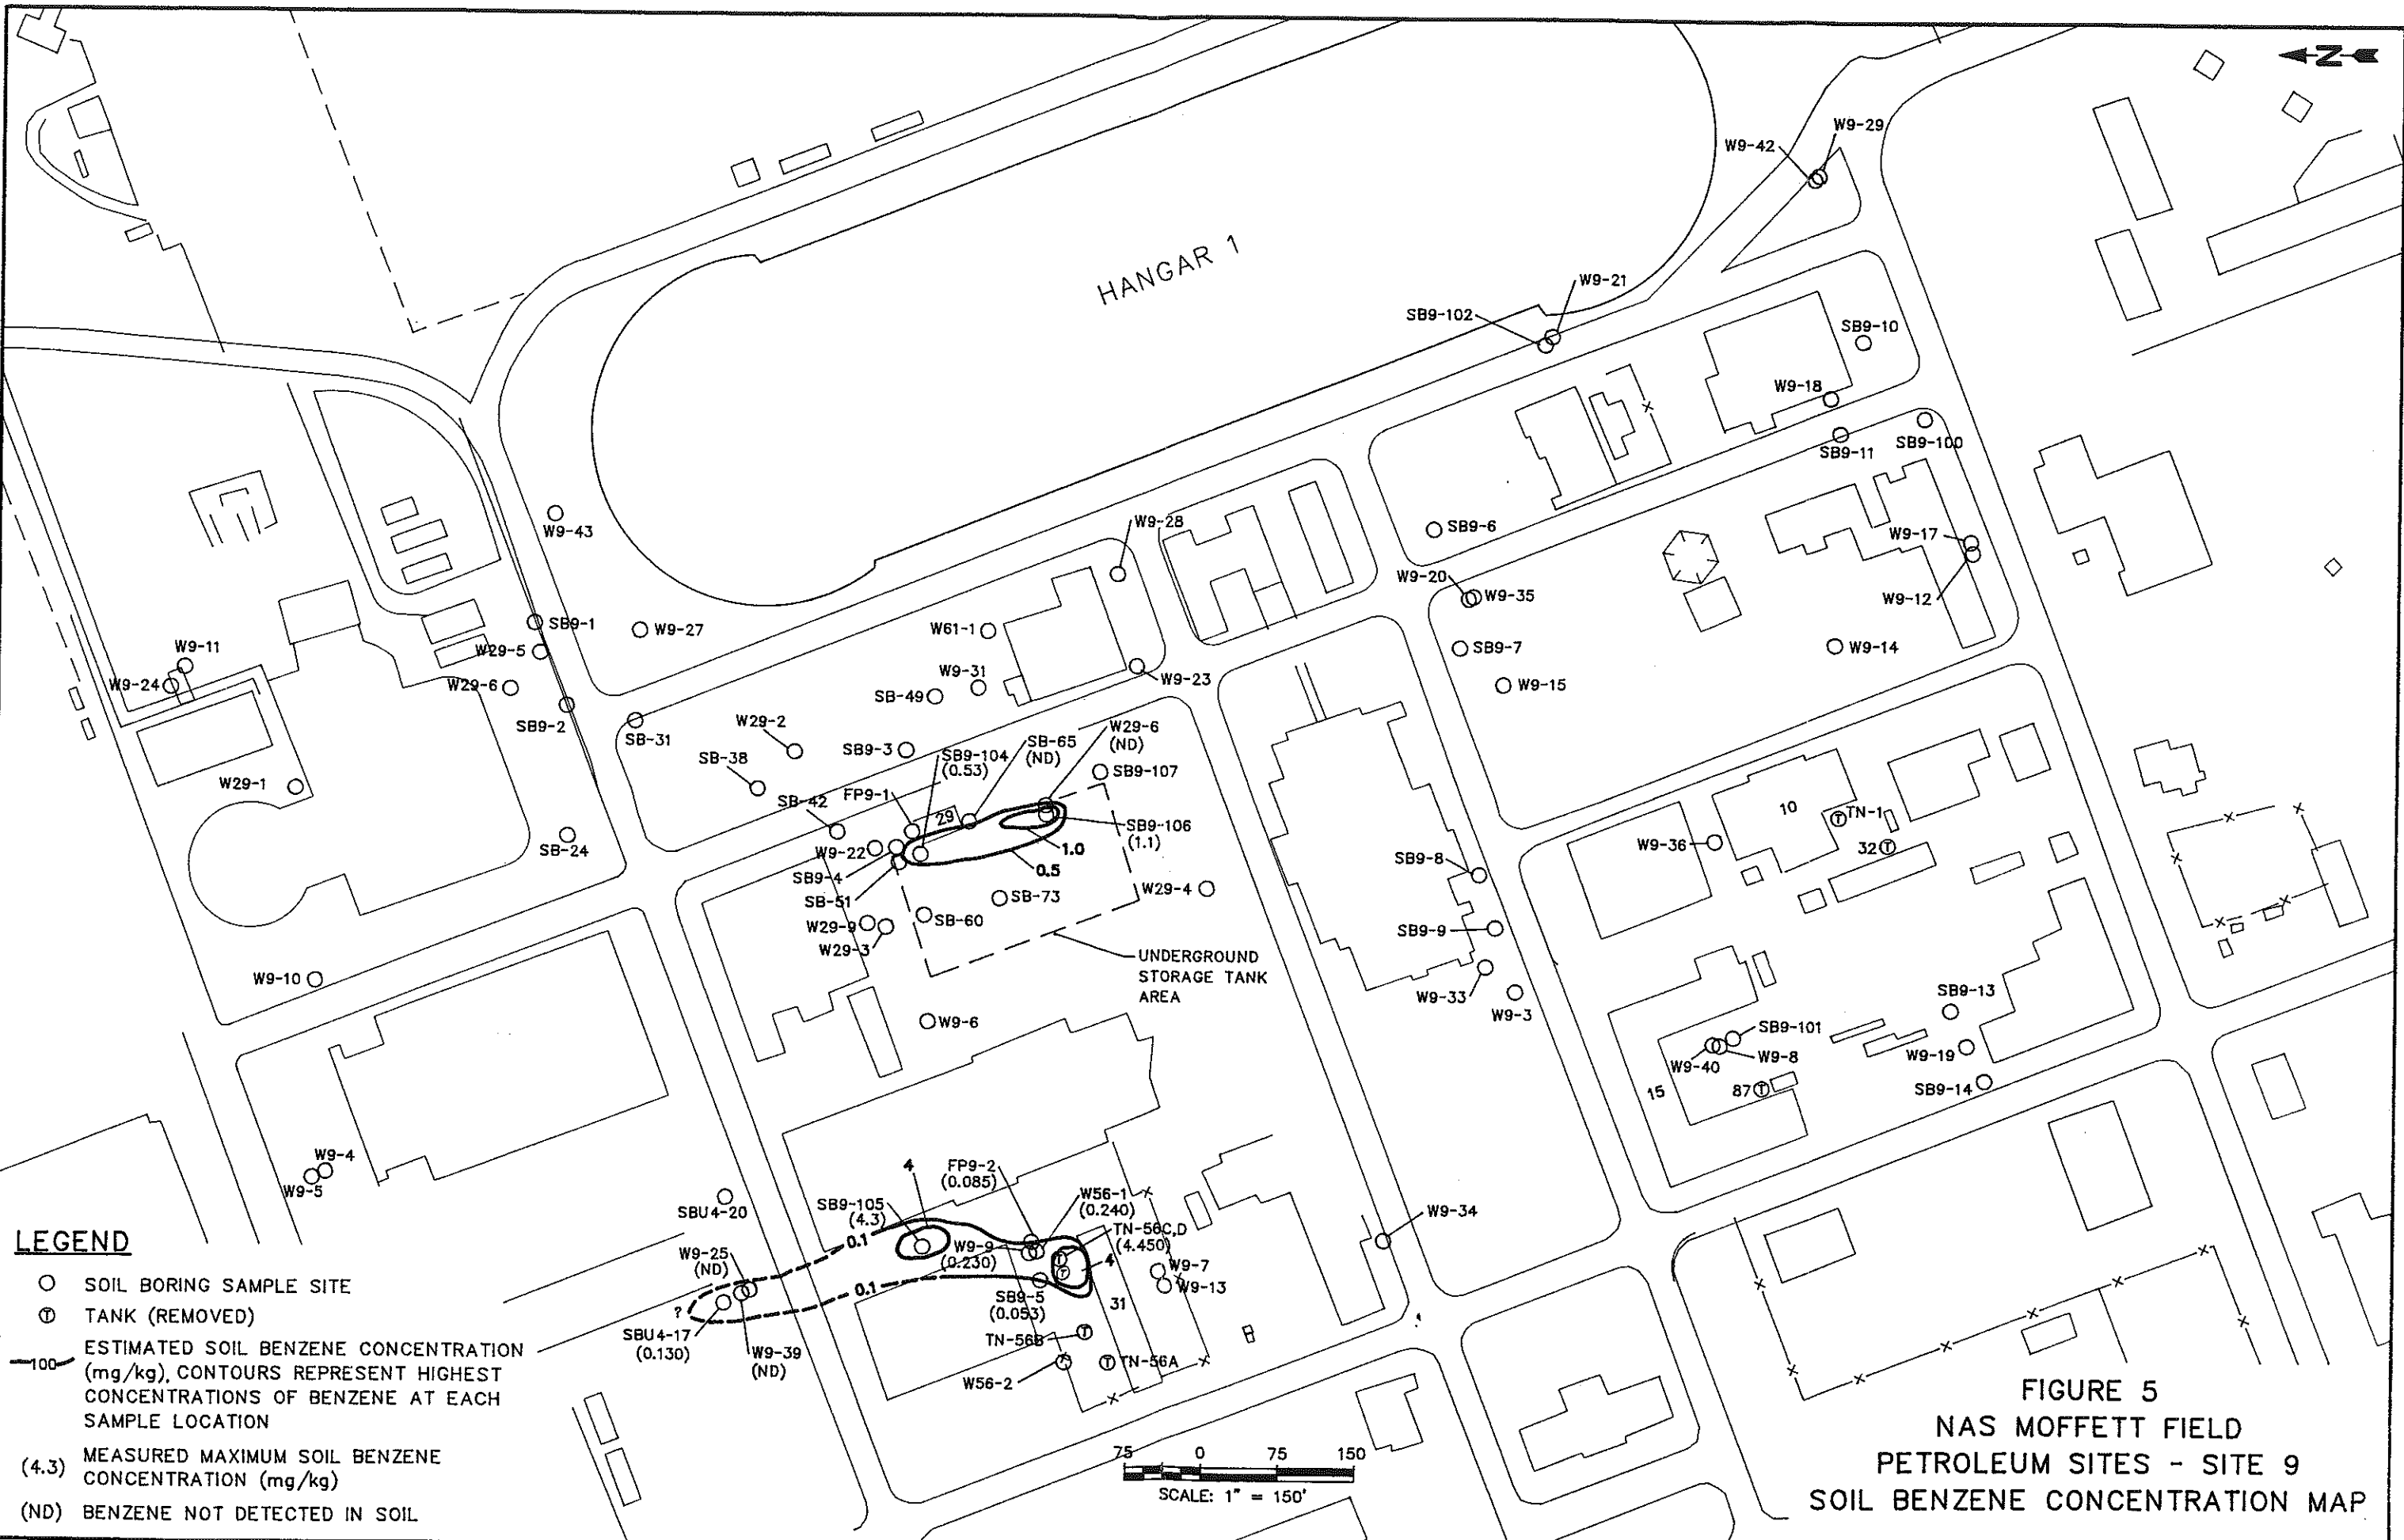 N
W9-29
W9-42
HANGAR 1
W9-21
SB9-102
SB9-10
W9-18
SB9-100
SB9-11
W9-43
W9-28
SB9-6
W9-17
W9-20
W9-35
W9-12
SB9-1
W9-27
W61-1
W29-5
SB9-7
W9-14
W9-11
W9-24
W29-6
W9-31
SB-49
W9-23
W9-15
SB9-2
SB-31
W29-2
SB9-3
SB9-104
(0.53)
SB-65
(ND)
W29-6
(ND)
SB-38
SB9-107
W29-1
SB-42
FP9-1
29
SB9-106
(1.1)
10
TN-1
T
SB-24
W9-22
1.0
W9-36
32 T
SB9-4
0.5
SB9-8
SB-51
SB-73
W29-4
W29-9
SB-60
W29-3
SB9-9
UNDERGROUND
STORAGE TANK
AREA
W9-10
W9-33
W9-3
SB9-13
W9-6
SB9-101
W9-8
W9-40
W9-19
15
87 T
SB9-14
W9-4
W9-5
4
FP9-2
(0.085)
SBU4-20
SB9-105
(4.3)
W56-1
(0.240)
W9-34
TN-56C,D
(4.450)
0.1
W9-9
(0.230)
T
T
4
W9-25
(ND)
W9-7
W9-13
0.1
SB9-5
(0.053)
31
?
SBU4-17
(0.130)
W9-39
(ND)
TN-56B
T
T TN-56A
W56-2
LEGEND
SOIL BORING SAMPLE SITE
T TANK (REMOVED)
100 ESTIMATED SOIL BENZENE CONCENTRATION
(mg/kg), CONTOURS REPRESENT HIGHEST
CONCENTRATIONS OF BENZENE AT EACH
SAMPLE LOCATION
(4.3) MEASURED MAXIMUM SOIL BENZENE
CONCENTRATION (mg/kg)
(ND) BENZENE NOT DETECTED IN SOIL
75 0 75 150
SCALE: 1" = 150'
FIGURE 5
NAS MOFFETT FIELD
PETROLEUM SITES - SITE 9
SOIL BENZENE CONCENTRATION MAP